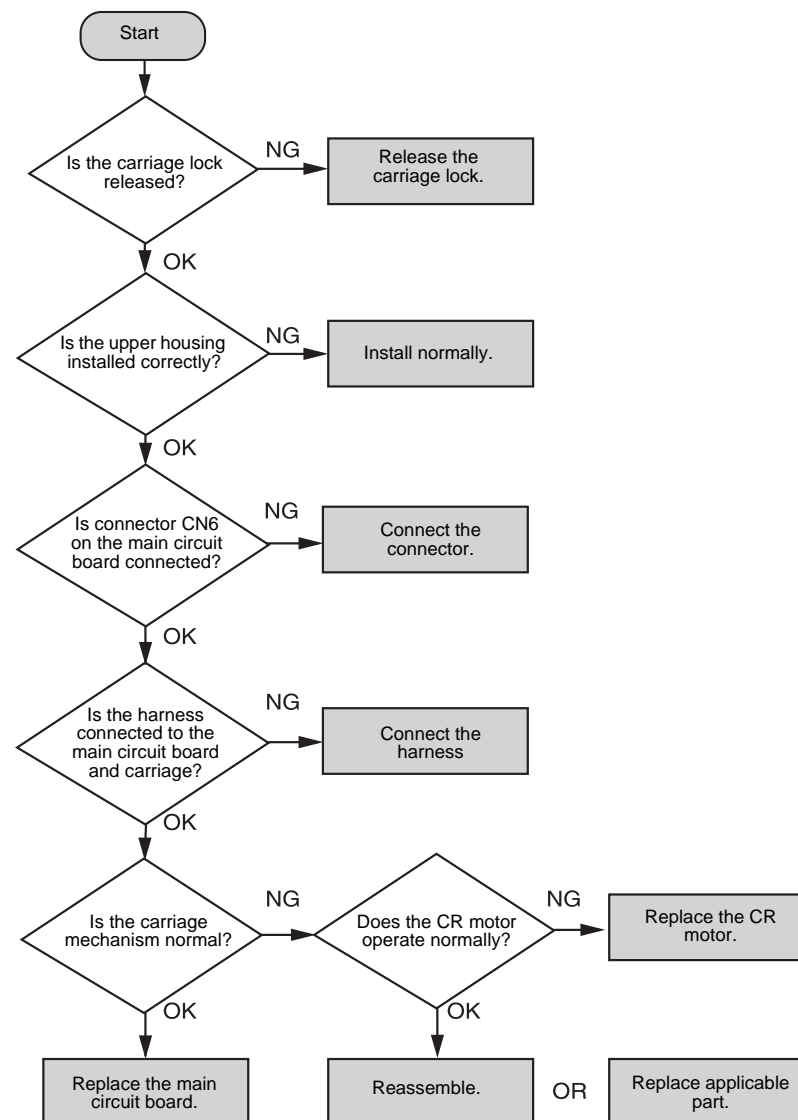 Start
Is the carriage lock
released?
NG
Release the
carriage lock.
OK
Is the upper housing
installed correctly?
NG
Install normally.
OK
Is connector CN6
on the main circuit
board connected?
NG
Connect the
connector.
OK
Is the harness
connected to the
main circuit board
and carriage?
NG
Connect the
harness
OK
Is the carriage
mechanism normal?
NG
Does the CR motor
operate normally?
NG
Replace the CR
motor.
OK
OK
Replace the main
circuit board.
Reassemble.
OR
Replace applicable
part.